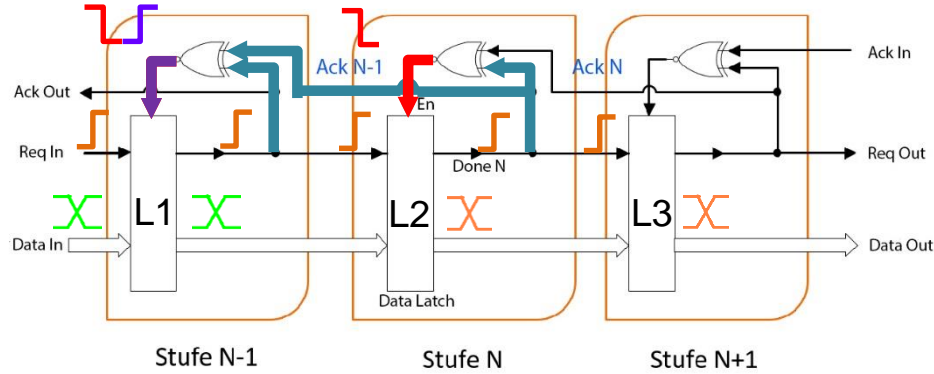 Ack N-1
Ack N
Ack In
Ack Out
En
Req In
Done N
Req Out
L1
L2
L3
Data In
Data Out
Data Latch
Stufe N-1
Stufe N
Stufe N+1